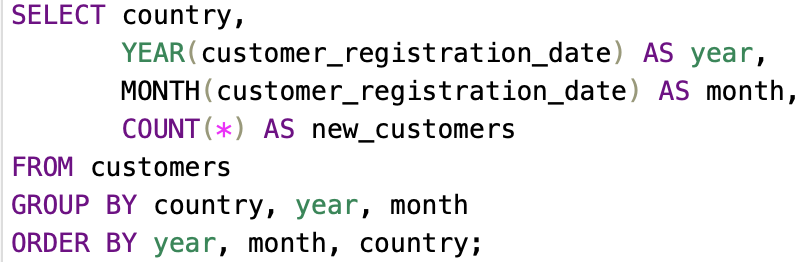 SELECT country,
       YEAR(customer_registration_date) AS year,
       MONTH(customer_registration_date) AS month,
       COUNT(*) AS new_customers
FROM customers
GROUP BY country, year, month
ORDER BY year, month, country;